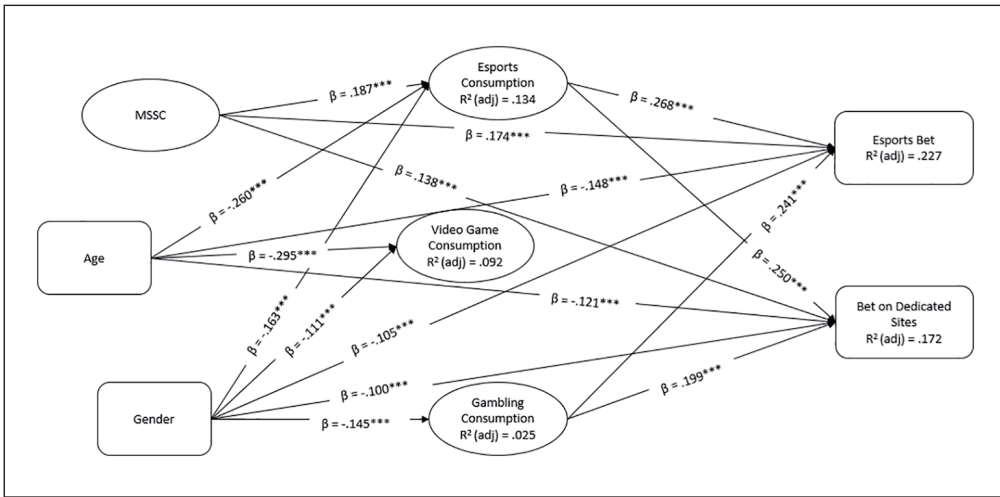 Esports
Consumption
R² (adj) = .134
β = .187***
β = .268***
MSSC
β = .174***
Esports Bet
R² (adj) = .227
β = .138***
β = -.260***
β = -.148***
β = .241***
Video Game
Consumption
R² (adj) = .092
Age
β = -.295***
β = .250***
β = -.121***
Bet on Dedicated
Sites
R² (adj) = .172
β = -.163***
β = -.111***
β = -.105***
β = -.100***
β = .199***
Gender
β = -.145***
Gambling
Consumption
R² (adj) = .025